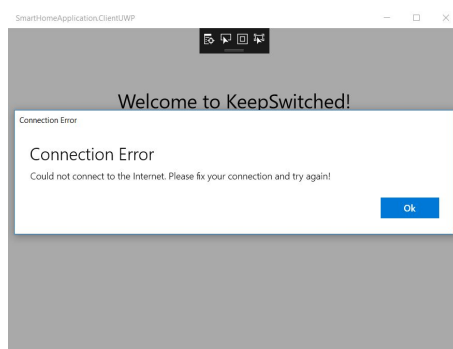 SmartHomeApplication.ClientUWP
Welcome to KeepSwitched!
Connection Error
Connection Error
Could not connect to the Internet. Please fix your connection and try again!
Ok